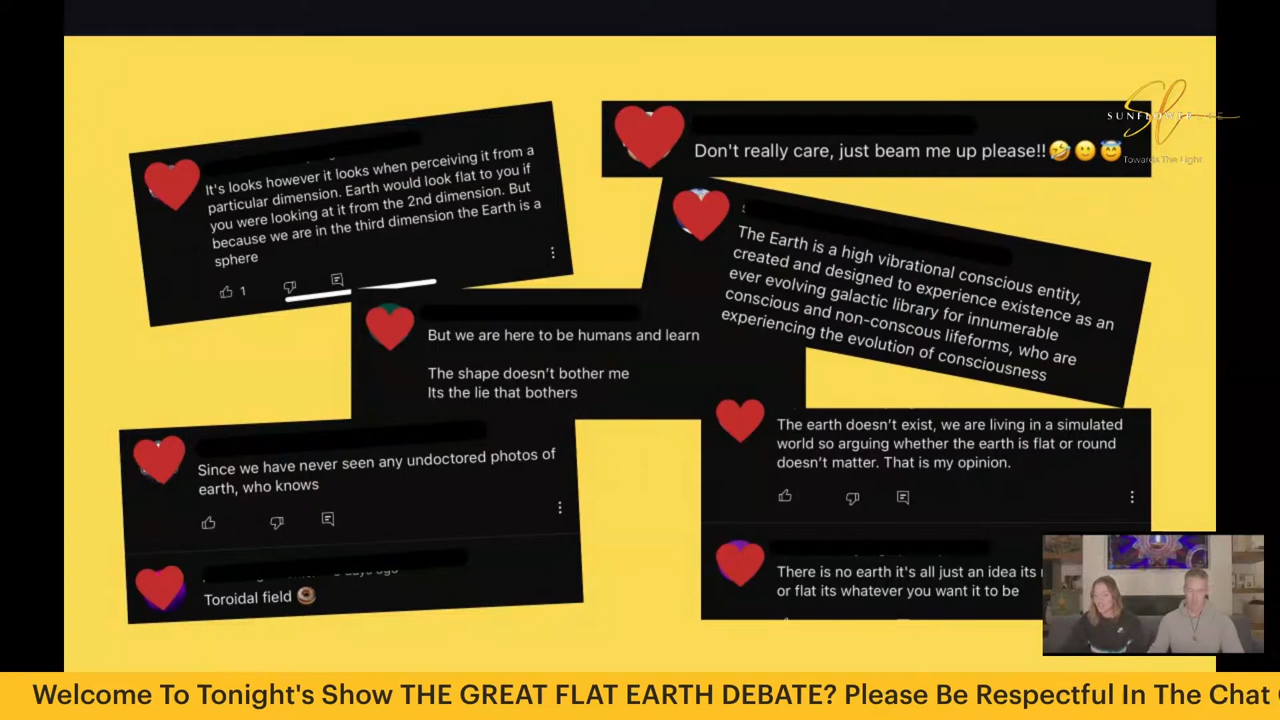 It's looks however it looks when perceiving it from a
particular dimension. Earth would look flat to you if
you were looking at it from the 2nd dimension. But
because we are in the third dimension the Earth is a
sphere
1
Don't really care, just beam me up please!!🤣🙂😇
SUNFLOWER
Towards The Light
The Earth is a high vibrational conscious entity,
created and designed to experience existence as an
ever evolving galactic library for innumerable
conscious and non-conscous lifeforms, who are
experiencing the evolution of consciousness
But we are here to be humans and learn
The shape doesn't bother me
Its the lie that bothers
Since we have never seen any undoctored photos of
earth, who knows
days ago
Toroidal field 🍩
The earth doesn't exist, we are living in a simulated
world so arguing whether the earth is flat or round
doesn't matter. That is my opinion.
There is no earth it's all just an idea its
or flat its whatever you want it to be
Welcome To Tonight's Show THE GREAT FLAT EARTH DEBATE? Please Be Respectful In The Chat